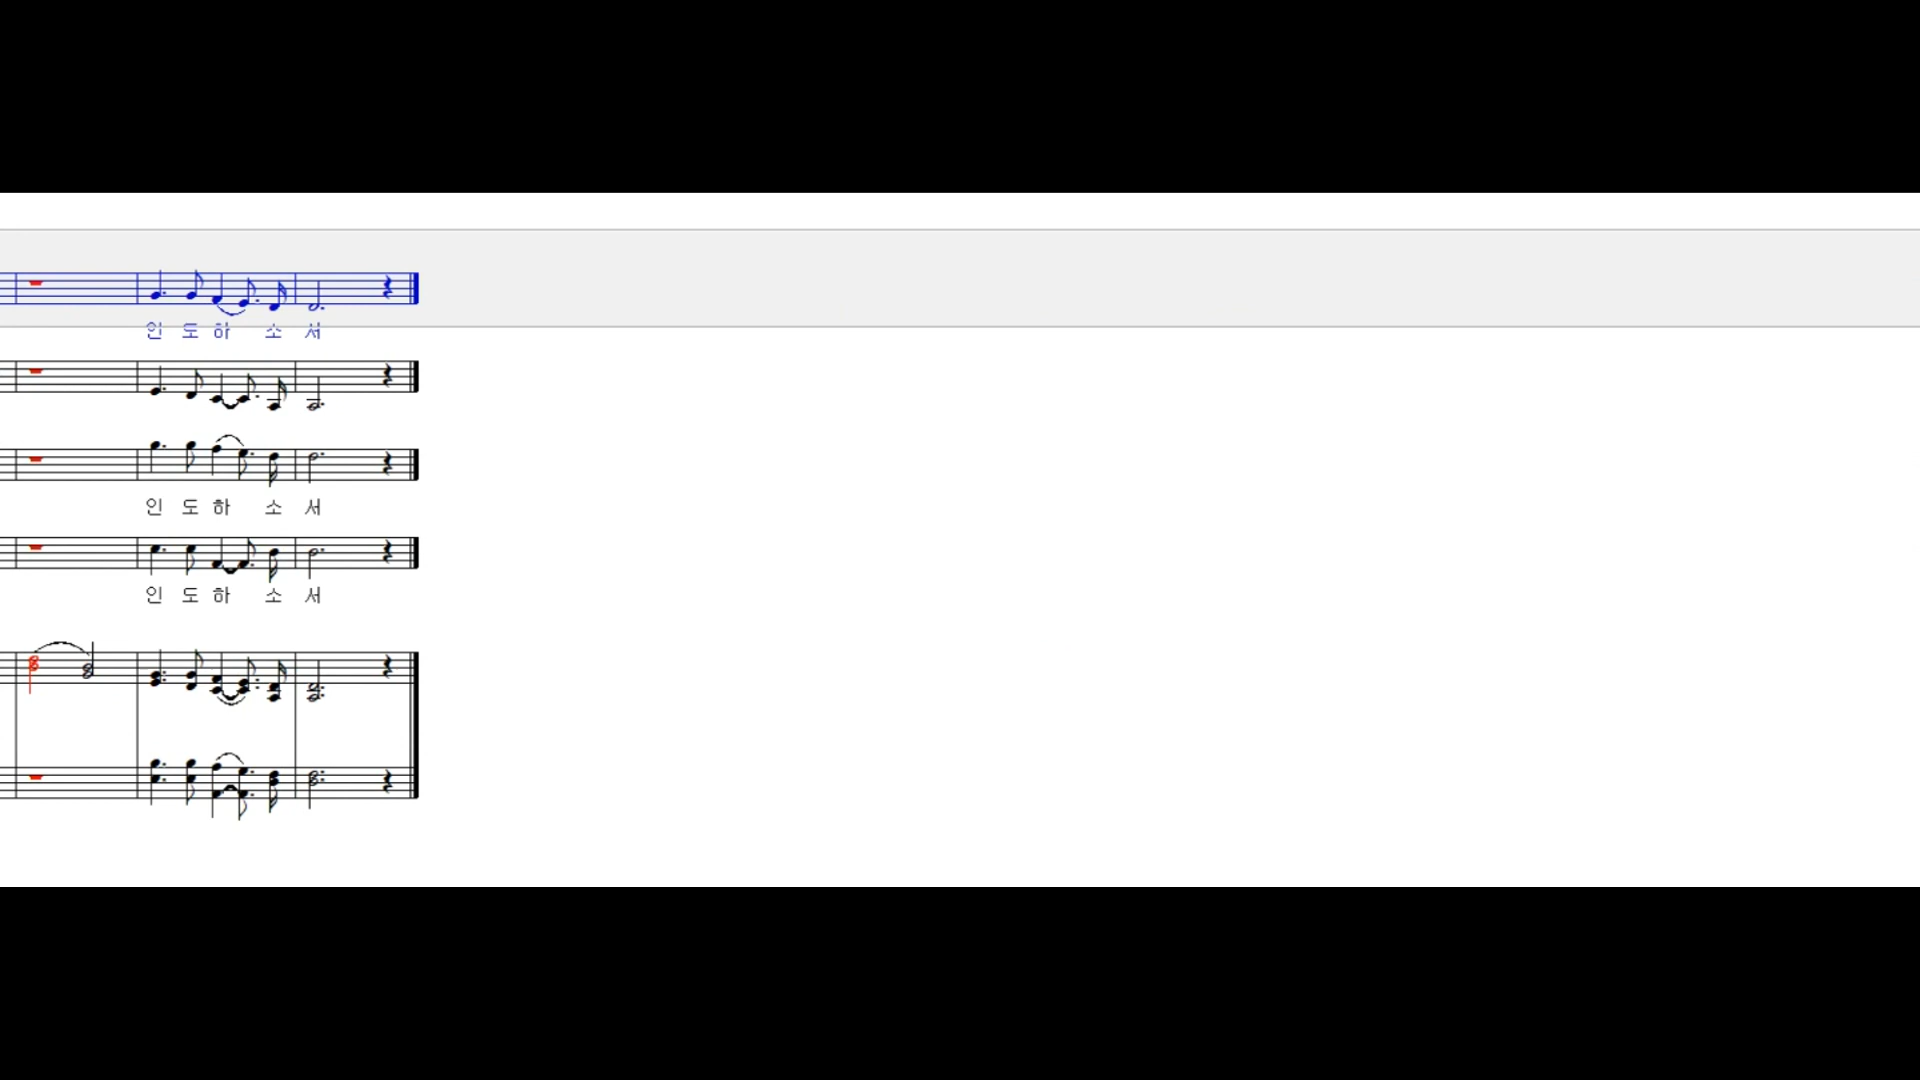 인 도 하 소 서
인 도 하 소 서
인 도 하 소 서